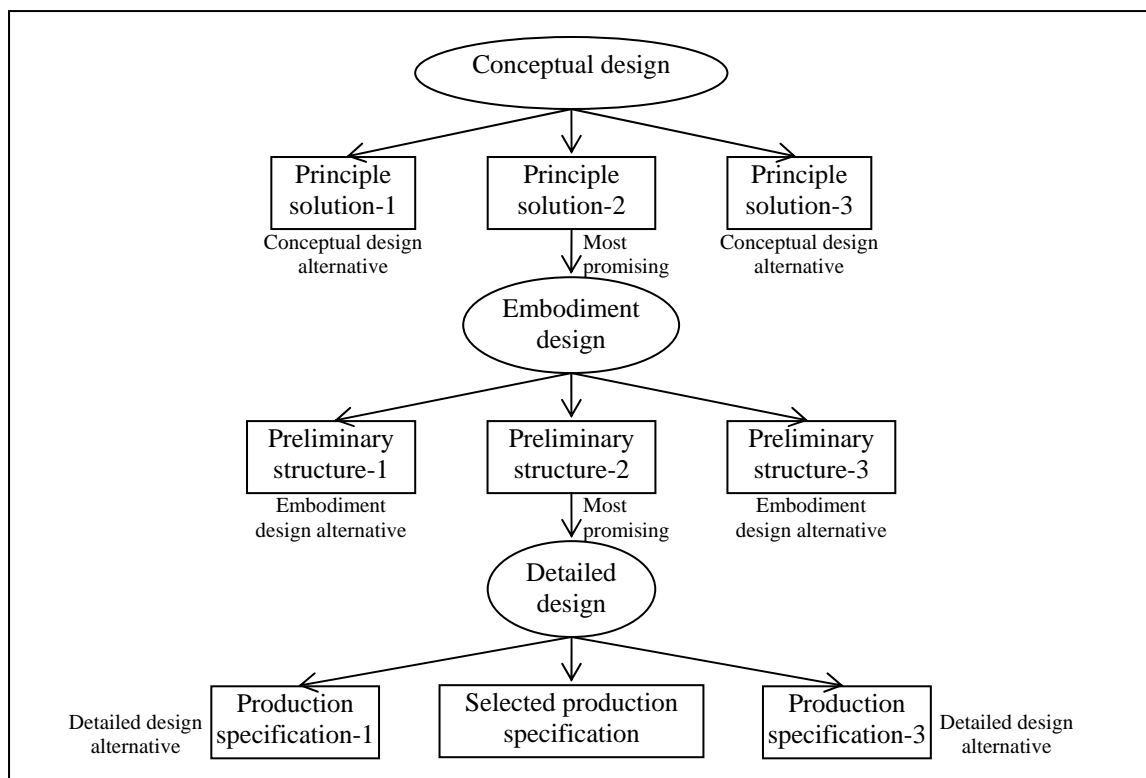 Conceptual design
Principle
solution-1
Principle
solution-2
Principle
solution-3
Conceptual design
alternative
Most
promising
Conceptual design
alternative
Embodiment
design
Preliminary
structure-1
Preliminary
structure-2
Preliminary
structure-3
Embodiment
design alternative
Most
promising
Embodiment
design alternative
Detailed
design
Detailed design
alternative
Production
specification-1
Selected production
specification
Production
specification-3
Detailed design
alternative